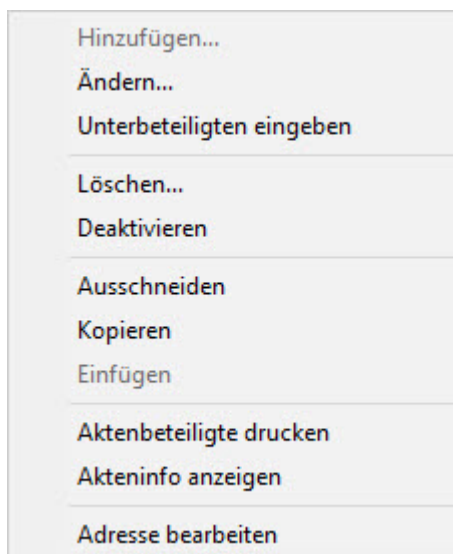 Hinzufügen...
Ändern...
Unterbeteiligten eingeben
Löschen...
Deaktivieren
Ausschneiden
Kopieren
Einfügen
Aktenbeteiligte drucken
Akteninfo anzeigen
Adresse bearbeiten